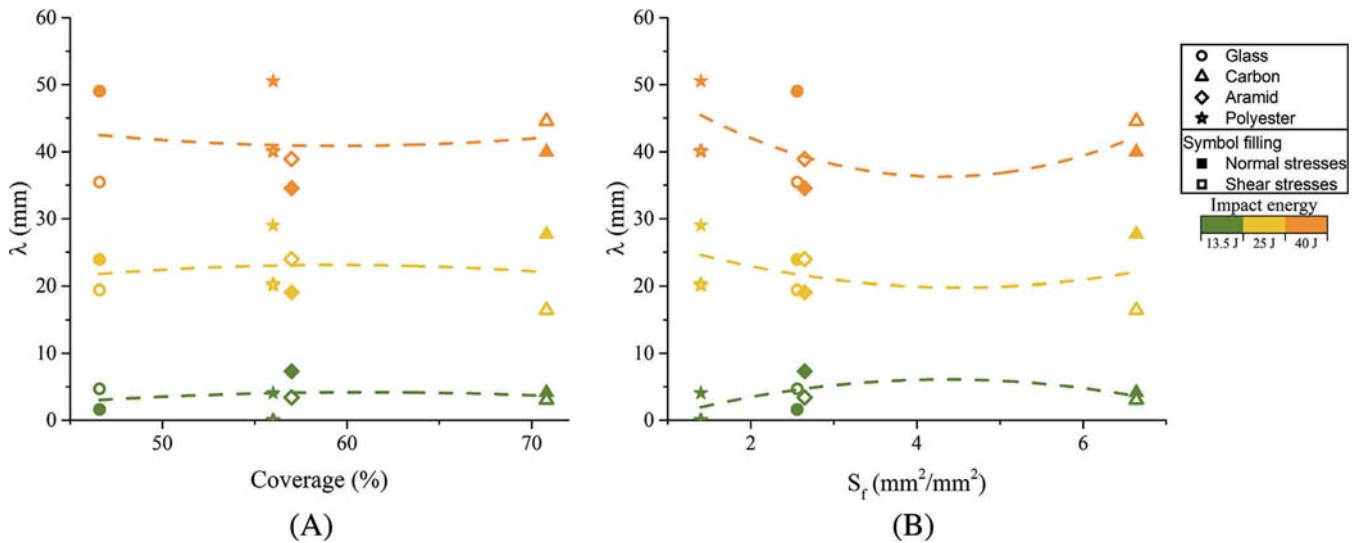 60
50
40
30
20
10
0
λ (mm)
50
60
70
Coverage (%)
(A)
60
50
40
30
20
10
0
λ (mm)
2
4
6
S_f (mm²/mm²)
(B)
Glass
Carbon
Aramid
Polyester
Symbol filling
Normal stresses
Shear stresses
Impact energy
13.5 J
25 J
40 J